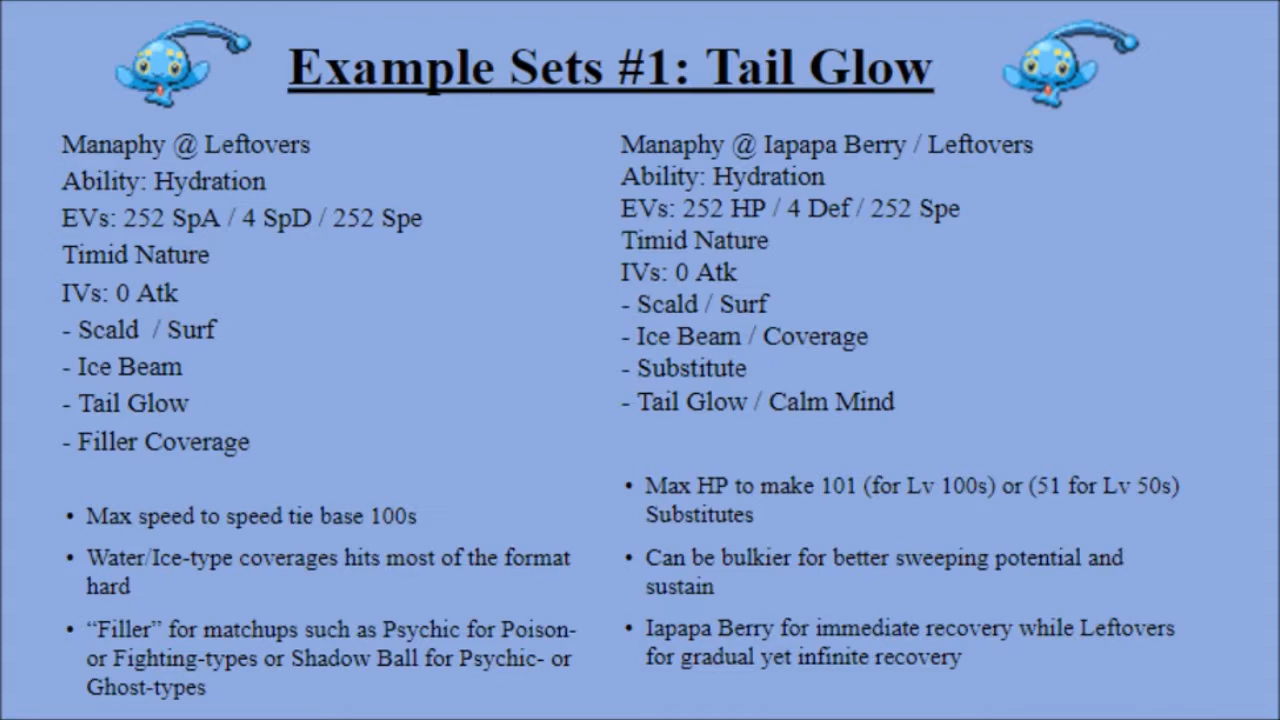 Example Sets #1: Tail Glow
Manaphy @ Leftovers
Ability: Hydration
EVs: 252 SpA / 4 SpD / 252 Spe
Timid Nature
IVs: 0 Atk
- Scald  / Surf
- Ice Beam
- Tail Glow
- Filler Coverage
• Max speed to speed tie base 100s
• Water/Ice-type coverages hits most of the format
hard
• “Filler” for matchups such as Psychic for Poison-
or Fighting-types or Shadow Ball for Psychic- or
Ghost-types
Manaphy @ Iapapa Berry / Leftovers
Ability: Hydration
EVs: 252 HP / 4 Def / 252 Spe
Timid Nature
IVs: 0 Atk
- Scald / Surf
- Ice Beam / Coverage
- Substitute
- Tail Glow / Calm Mind
• Max HP to make 101 (for Lv 100s) or (51 for Lv 50s)
Substitutes
• Can be bulkier for better sweeping potential and
sustain
• Iapapa Berry for immediate recovery while Leftovers
for gradual yet infinite recovery